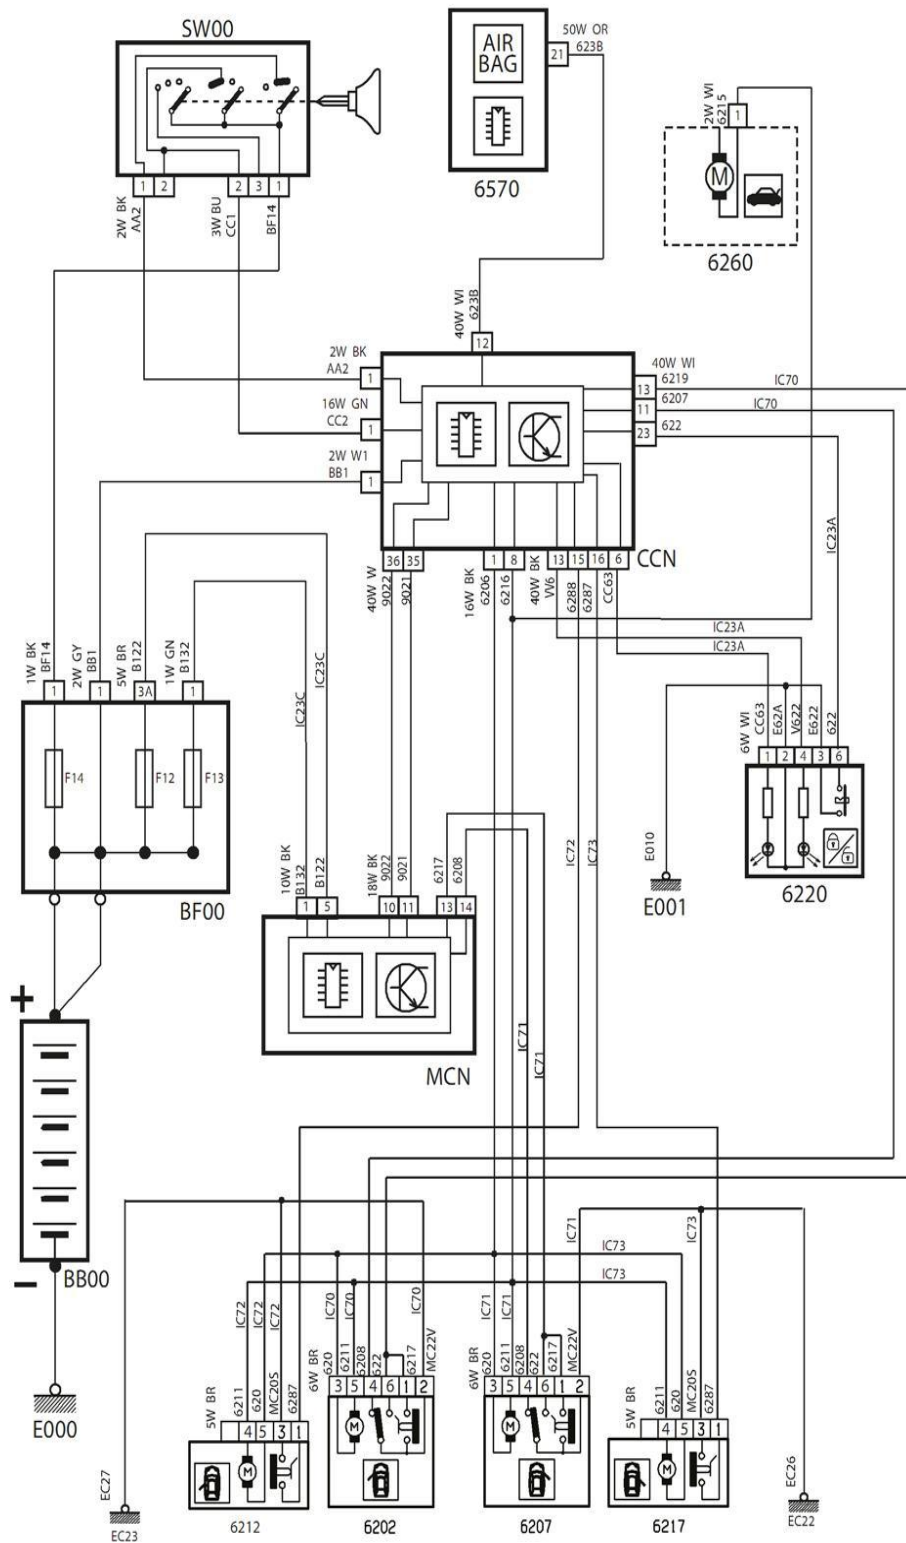 SW00
1
2
2
3
1
2W BK
AA2
3W BU
CC1
BF14
AIR
BAG
21
50W OR
623B
6570
2W WI
6215
1
M
6260
40W WI
623B
12
2W BK
AA2
1
16W GN
CC2
1
2W W1
BB1
1
40W WI
13
6219
IC70
11
6207
IC70
23
622
IC23A
CCN
36
35
1
8
13
15
16
6
40W W
9022
9021
16W BK
6206
6216
40W BK
VV6
6288
6287
CC63
IC23A
IC23A
1W BK
BF14
2W GY
BB1
5W BR
B122
1W GN
B132
1
1
3A
1
F14
F12
F13
BF00
IC23C
IC23C
10W BK
B132
B122
18W BK
9022
9021
6217
6208
1
5
10
11
13
14
MCN
IC72
IC73
IC71
IC71
6W WI
CC63
E62A
V622
E622
622
1
2
4
3
6
6220
E010
E001
+
−
BB00
E000
EC27
EC23
IC72
IC72
IC72
IC70
IC70
IC70
IC71
IC71
IC71
IC73
IC73
IC73
5W BR
6211
620
MC20S
6287
4
5
3
1
M
6212
6W BR
620
6211
6208
622
6217
MC22V
3
5
4
6
1
2
M
6202
6W BR
620
6211
6208
622
6217
MC22V
3
5
4
6
1
2
M
6207
5W BR
6211
620
MC20S
6287
4
5
3
1
M
6217
EC26
EC22